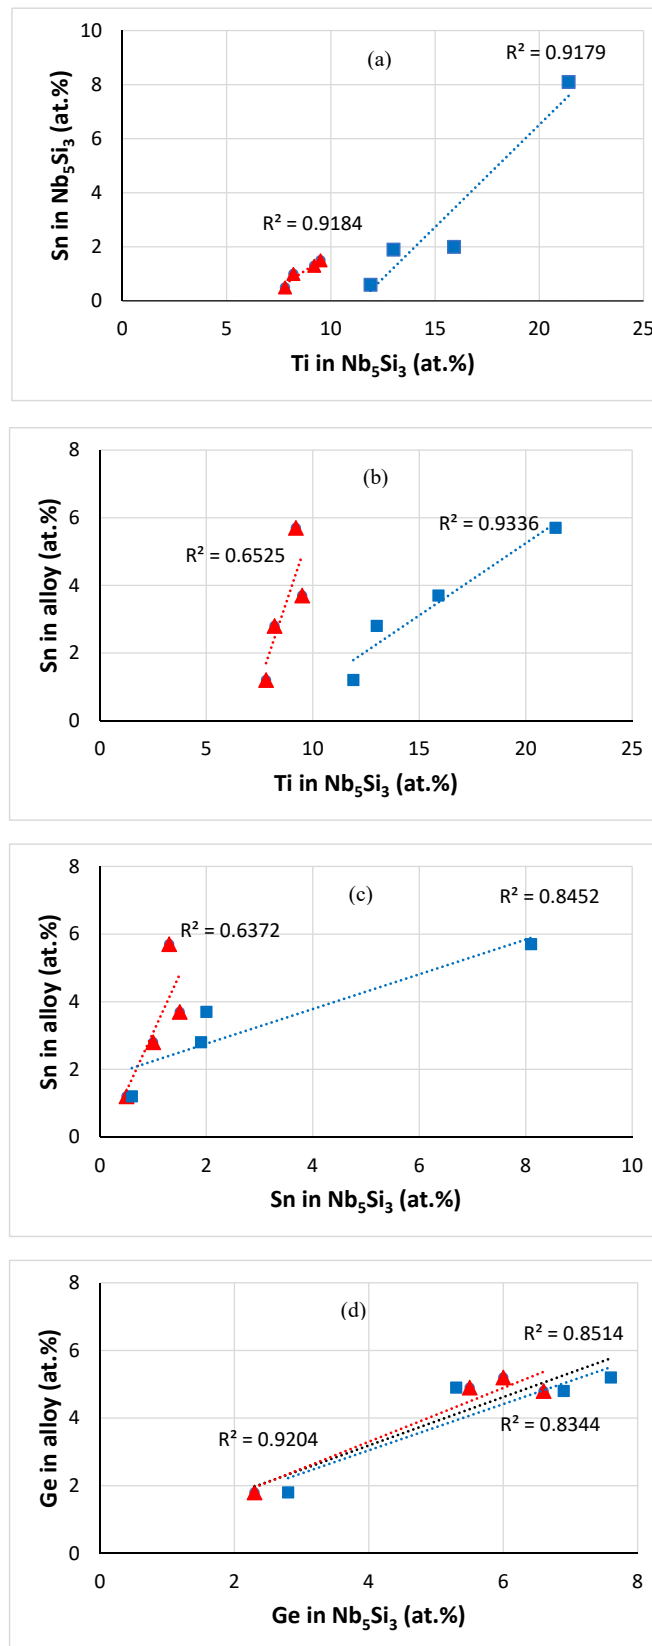 (a)
R² = 0.9179
R² = 0.9184
Sn in Nb₅Si₃ (at.%)
10
8
6
4
2
0
0 5 10 15 20 25
Ti in Nb₅Si₃ (at.%)
(b)
R² = 0.9336
R² = 0.6525
Sn in alloy (at.%)
8
6
4
2
0
0 5 10 15 20 25
Ti in Nb₅Si₃ (at.%)
(c)
R² = 0.8452
R² = 0.6372
Sn in alloy (at.%)
8
6
4
2
0
0 2 4 6 8 10
Sn in Nb₅Si₃ (at.%)
(d)
R² = 0.8514
R² = 0.8344
R² = 0.9204
Ge in alloy (at.%)
8
6
4
2
0
0 2 4 6 8
Ge in Nb₅Si₃ (at.%)